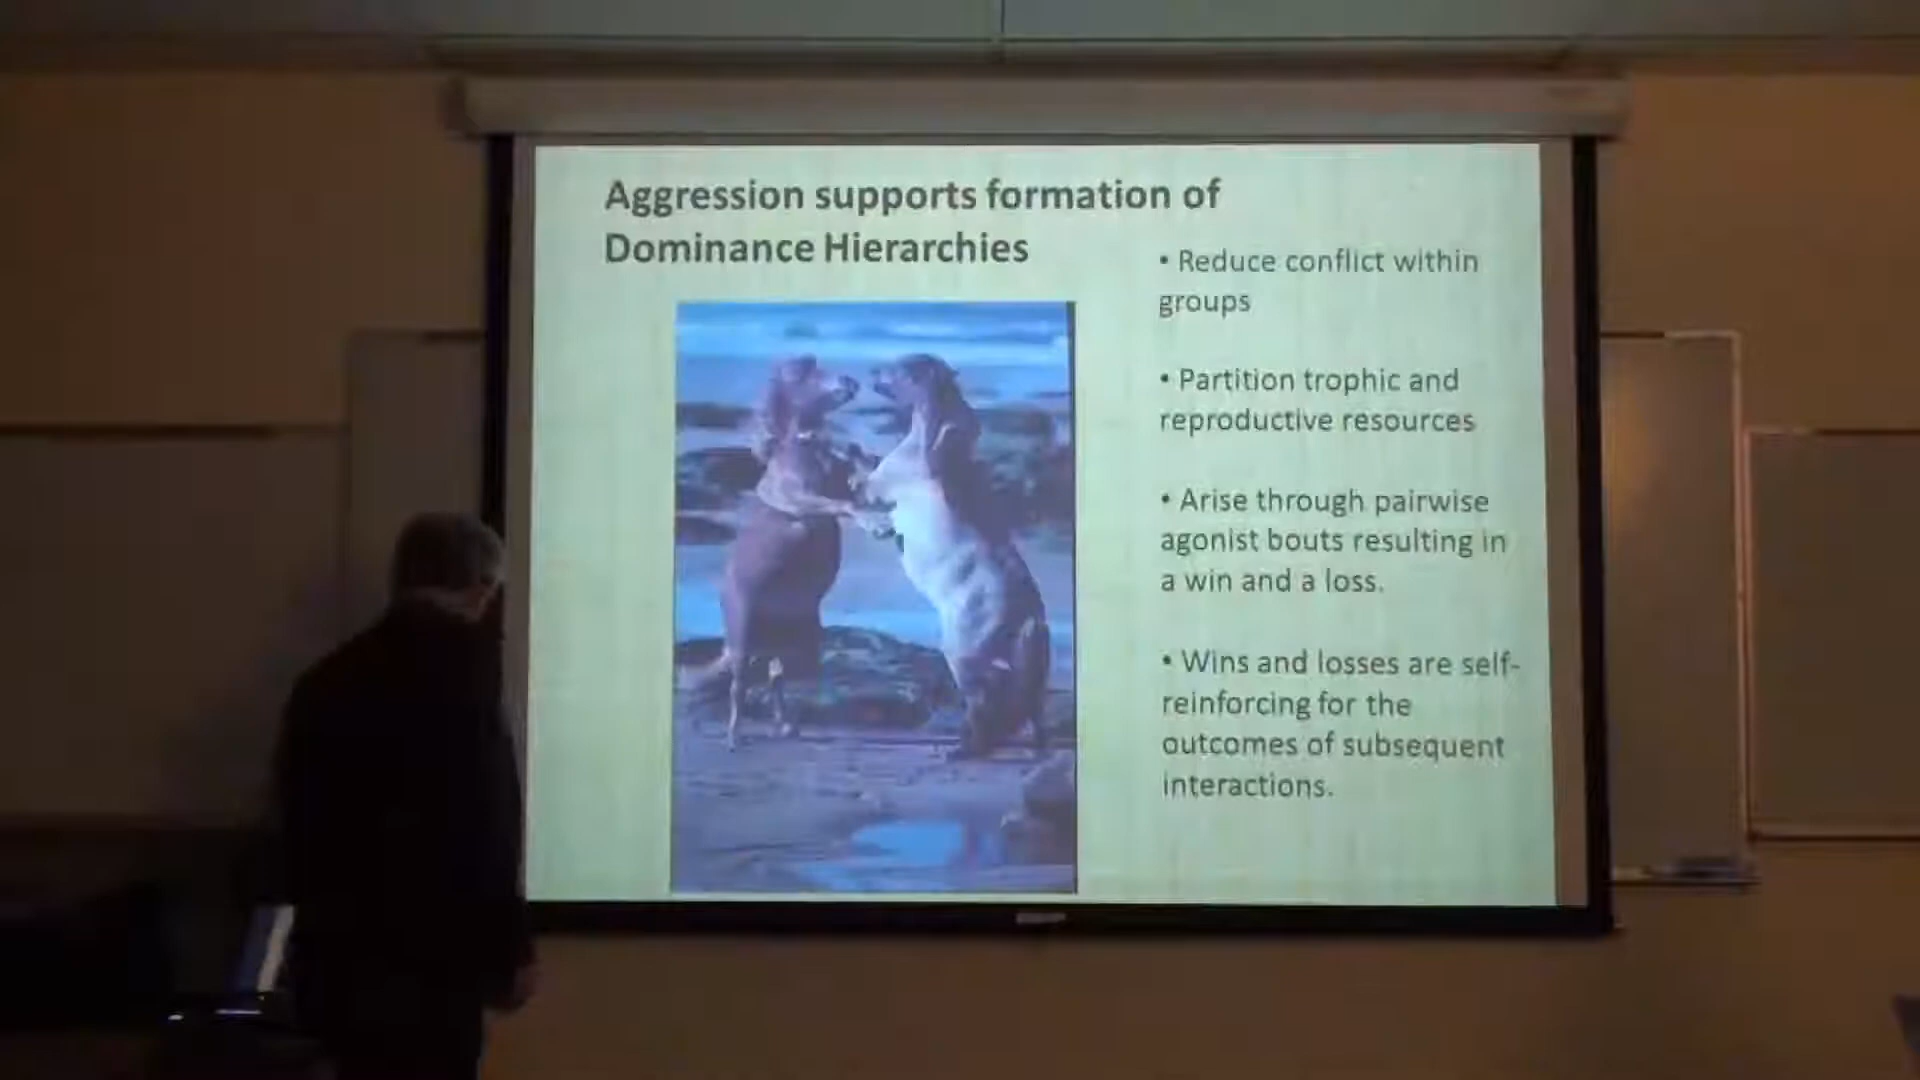 Aggression supports formation of
Dominance Hierarchies
• Reduce conflict within
groups
• Partition trophic and
reproductive resources
• Arise through pairwise
agonist bouts resulting in
a win and a loss.
• Wins and losses are self-
reinforcing for the
outcomes of subsequent
interactions.